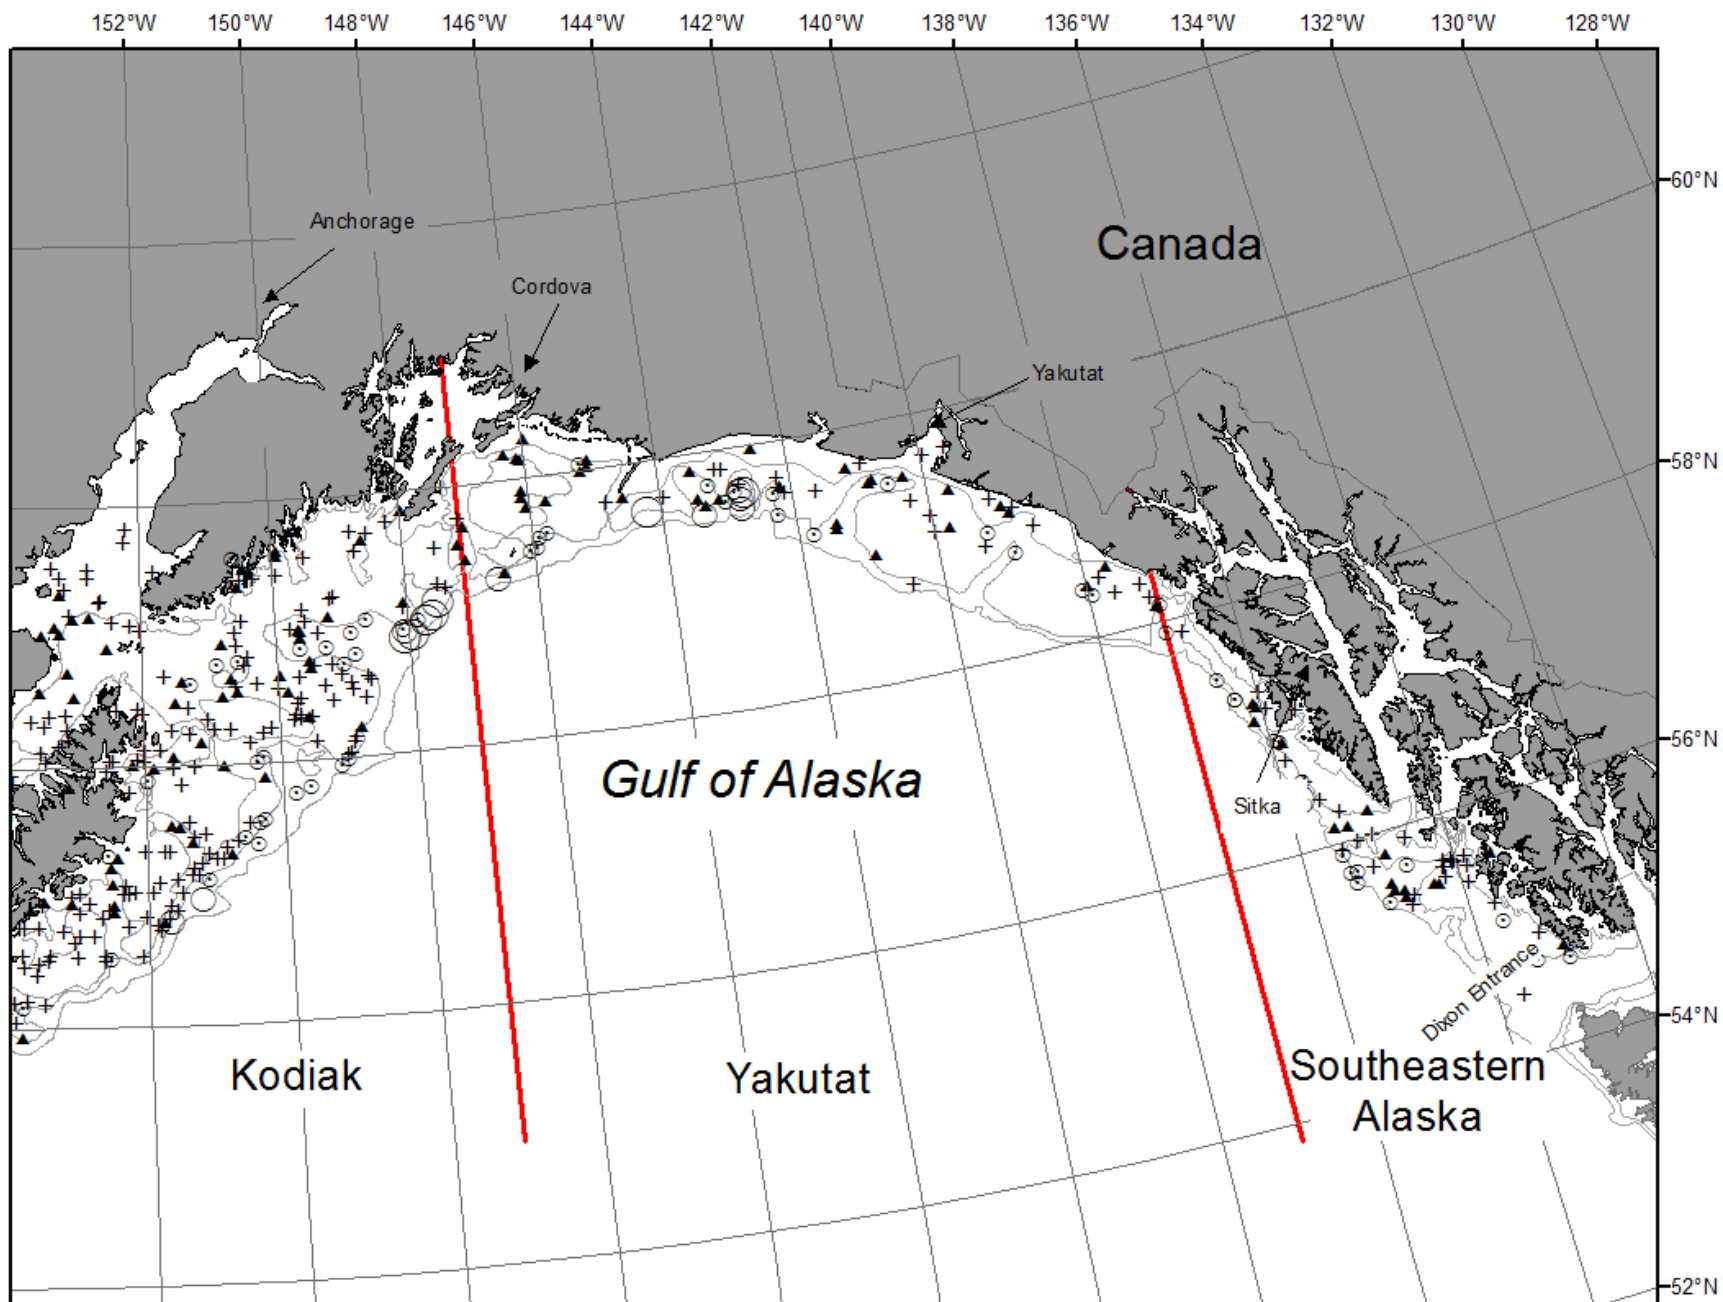 152°W 150°W 148°W 146°W 144°W 142°W 140°W 138°W 136°W 134°W 132°W 130°W 128°W
60°N
Anchorage
Canada
Cordova
Yakutat
58°N
56°N
Gulf of Alaska
Sitka
Dixon Entrance
54°N
Kodiak
Yakutat
Southeastern
Alaska
52°N